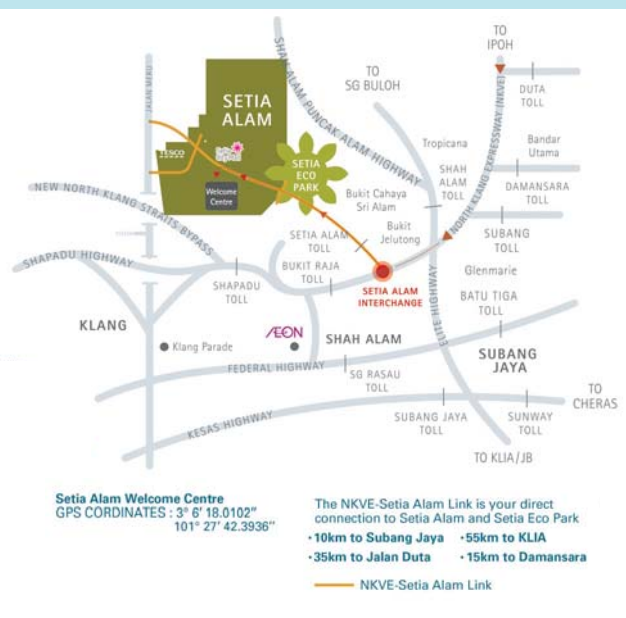 TO
IPOH
TO
SG BULOH
JALAN MERU
SHAH ALAM PUNCAK ALAM HIGHWAY
NORTH KLANG EXPRESSWAY (NKVE)
DUTA
TOLL
SETIA
ALAM
TESCO
Tropicana
Bandar
Utama
SETIA
ECO
PARK
SHAH
ALAM
TOLL
DAMANSARA
TOLL
Welcome
Centre
Bukit Cahaya
Sri Alam
NEW NORTH KLANG STRAITS BYPASS
Bukit
Jelutong
SETIA ALAM
TOLL
SUBANG
TOLL
SHAPADU HIGHWAY
BUKIT RAJA
TOLL
Glenmarie
SHAPADU
TOLL
SETIA ALAM
INTERCHANGE
ELITE HIGHWAY
BATU TIGA
TOLL
KLANG
ÆON
SHAH ALAM
Klang Parade
SUBANG
JAYA
FEDERAL HIGHWAY
SG RASAU
TOLL
TO
CHERAS
KESAS HIGHWAY
SUBANG JAYA
TOLL
SUNWAY
TOLL
TO KLIA/JB
Setia Alam Welcome Centre
GPS CORDINATES : 3° 6' 18.0102"
101° 27' 42.3936"
The NKVE-Setia Alam Link is your direct
connection to Setia Alam and Setia Eco Park
•10km to Subang Jaya •55km to KLIA
•35km to Jalan Duta •15km to Damansara
NKVE-Setia Alam Link